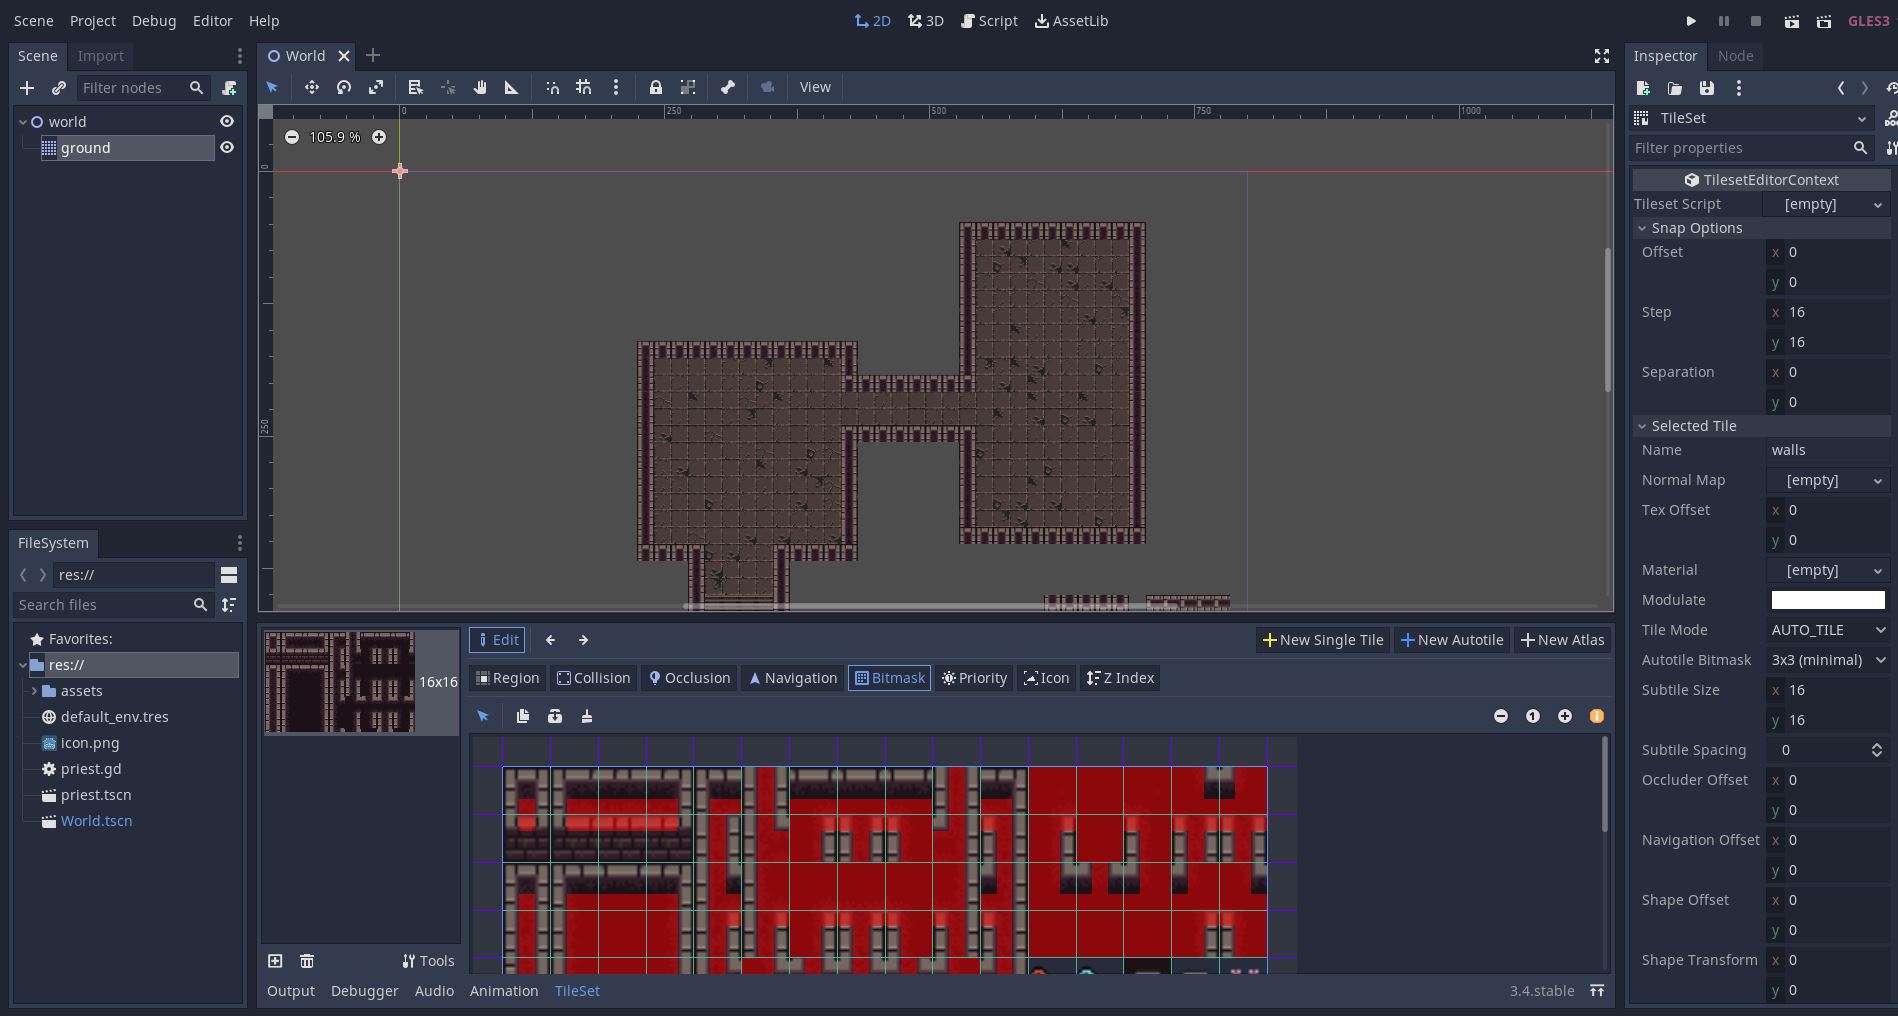 Scene Project Debug Editor Help 2D 3D Script AssetLib GLES3
Scene Import
Filter nodes
world
ground
FileSystem
res://
Search files
Favorites:
res://
assets
default_env.tres
icon.png
priest.gd
priest.tscn
World.tscn
World
View
0 250 500 750 1000
105.9 %
0
250
16x16
Tools
Edit New Single Tile New Autotile New Atlas
Region Collision Occlusion Navigation Bitmask Priority Icon Z Index
Output Debugger Audio Animation TileSet 3.4.stable
Inspector Node
TileSet
Filter properties
TilesetEditorContext
Tileset Script [empty]
Snap Options
Offset x 0
y 0
Step x 16
y 16
Separation x 0
y 0
Selected Tile
Name walls
Normal Map [empty]
Tex Offset x 0
y 0
Material [empty]
Modulate
Tile Mode AUTO_TILE
Autotile Bitmask 3x3 (minimal)
Subtile Size x 16
y 16
Subtile Spacing 0
Occluder Offset x 0
y 0
Navigation Offset x 0
y 0
Shape Offset x 0
y 0
Shape Transform x 0
y 0